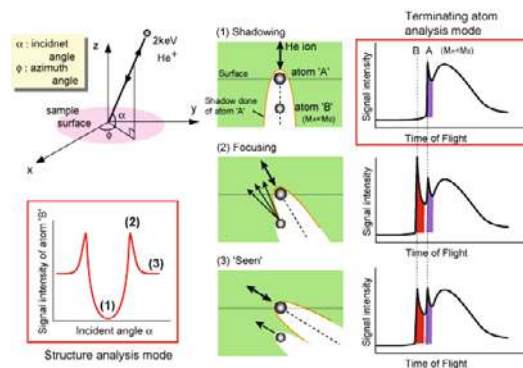 α : incidnet
angle
φ : azimuth
angle
z
2keV
He⁺
sample
surface
α
φ
y
x
Signal intensity of atom 'B'
(1)
(2)
(3)
Incident angle α
Structure analysis mode
(1) Shadowing
He ion
Surface
atom 'A'
Shadow done
of atom 'A'
atom 'B'
(MA<MB)
(2) Focusing
(3) 'Seen'
Terminating atom
analysis mode
B A (MA<MB)
Signal intensity
Time of Flight
Signal intensity
Time of Flight
Signal intensity
Time of Flight